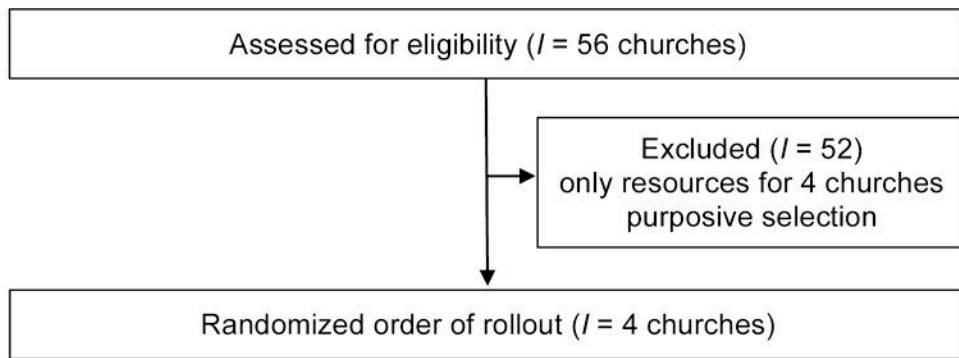 Assessed for eligibility (I = 56 churches)
Excluded (I = 52)
only resources for 4 churches
purposive selection
Randomized order of rollout (I = 4 churches)